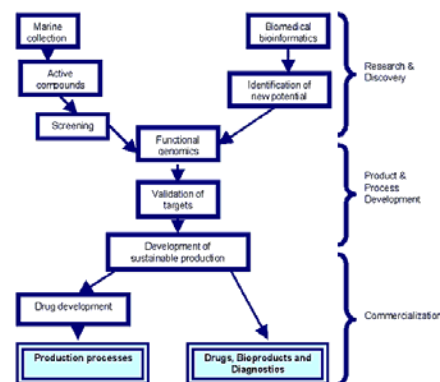 Marine
collection
Biomedical
bioinformatics
Active
compounds
Identification of
new potential
Research &
Discovery
Screening
Functional
genomics
Validation of
targets
Product &
Process
Development
Development of
sustainable production
Drug development
Commercialization
Production processes
Drugs, Bioproducts and
Diagnostics